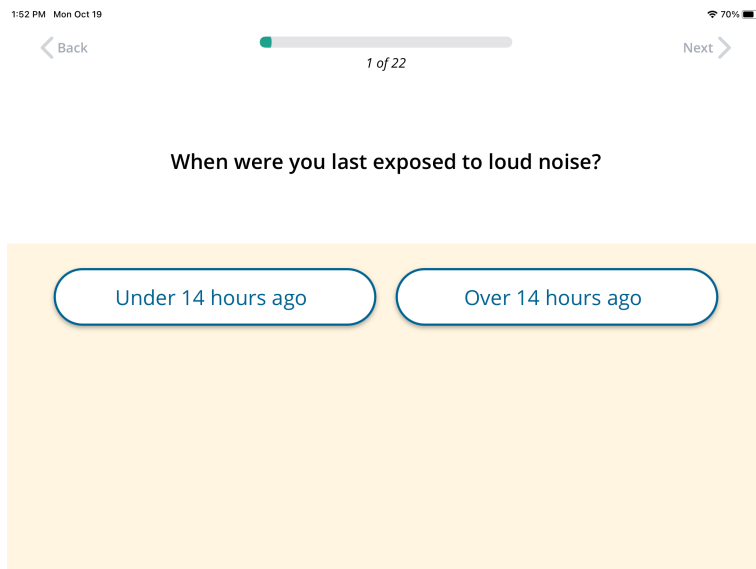 1:52 PM Mon Oct 19 70%
Back Next
1 of 22
When were you last exposed to loud noise?
Under 14 hours ago Over 14 hours ago